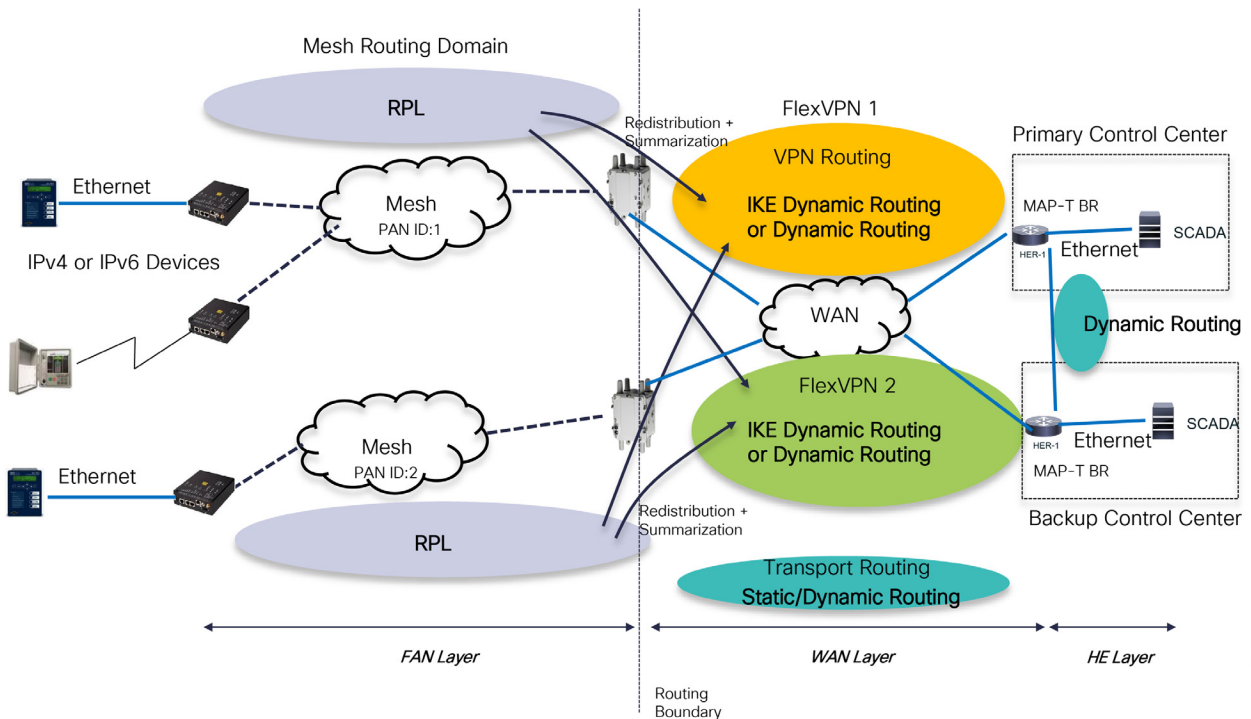 Mesh Routing Domain
RPL
Redistribution +
Summarization
FlexVPN 1
VPN Routing
IKE Dynamic Routing
or Dynamic Routing
Primary Control Center
MAP-T BR
HER-1
Ethernet
SCADA
Ethernet
Mesh
PAN ID:1
IPv4 or IPv6 Devices
WAN
Dynamic Routing
FlexVPN 2
IKE Dynamic Routing
or Dynamic Routing
HER-1
Ethernet
SCADA
MAP-T BR
Backup Control Center
Ethernet
Mesh
PAN ID:2
RPL
Redistribution +
Summarization
Transport Routing
Static/Dynamic Routing
FAN Layer
WAN Layer
HE Layer
Routing
Boundary